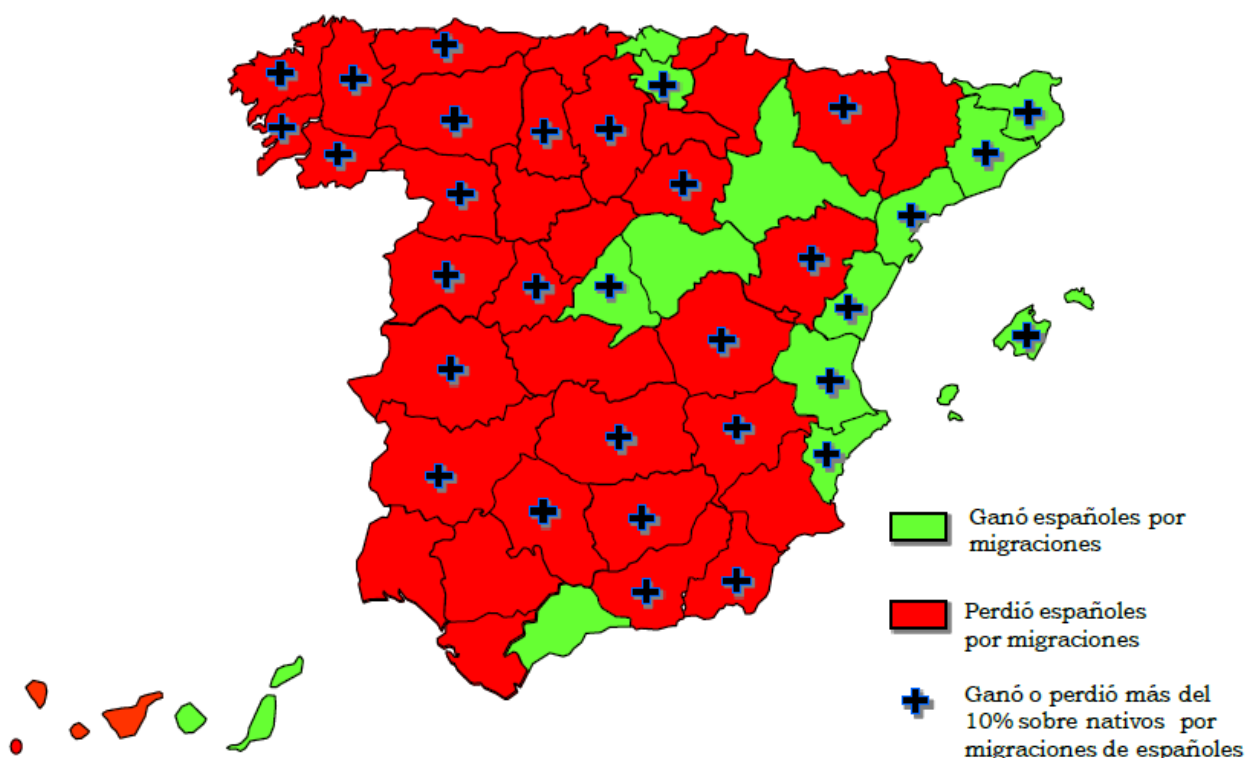 Ganó españoles por
migraciones
Perdió españoles
por migraciones
Ganó o perdió más del
10% sobre nativos por
migraciones de españoles